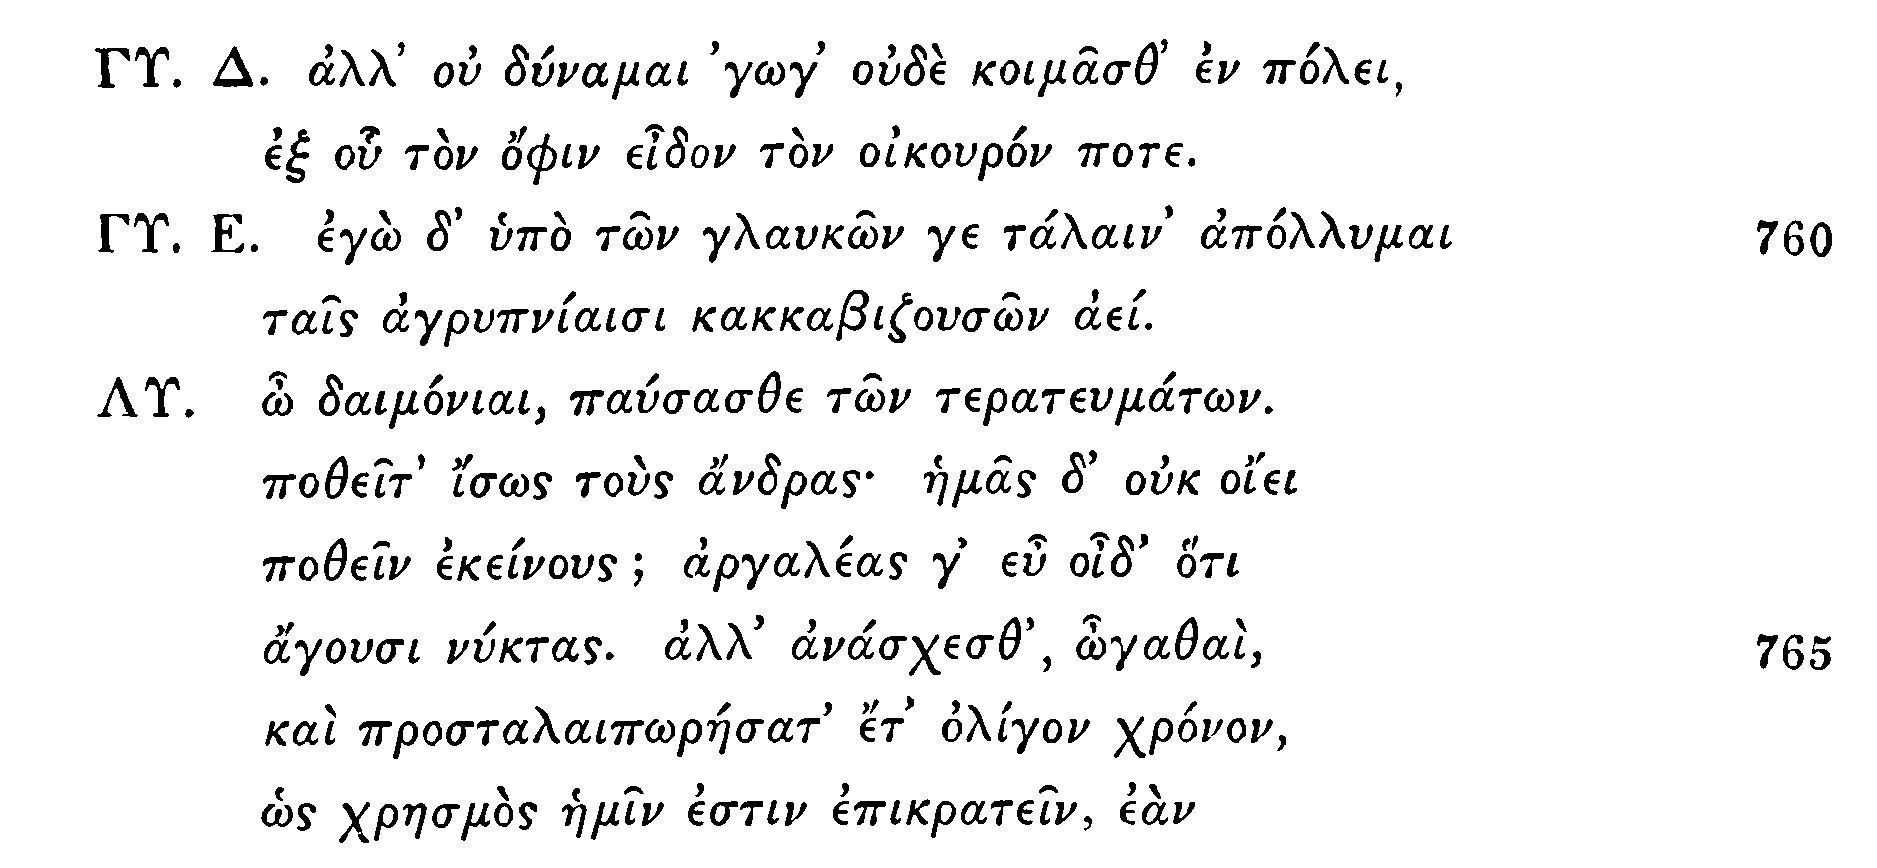 ΓΥ. Δ. ἀλλ’ οὐ δύναμαι ’γωγ’ οὐδὲ κοιμᾶσθ’ ἐν πόλει,
ἐξ οὗ τὸν ὄφιν εἶδον τὸν οἰκουρόν ποτε.
ΓΥ. Ε. ἐγὼ δ’ ὑπὸ τῶν γλαυκῶν γε τάλαιν’ ἀπόλλυμαι 760
ταῖς ἀγρυπνίαισι κακκαβιζουσῶν ἀεί.
ΛΥ. ὦ δαιμόνιαι, παύσασθε τῶν τερατευμάτων.
ποθεῖτ’ ἴσως τοὺς ἄνδρας· ἡμᾶς δ’ οὐκ οἴει
ποθεῖν ἐκείνους; ἀργαλέας γ’ εὖ οἶδ’ ὅτι
ἄγουσι νύκτας. ἀλλ’ ἀνάσχεσθ’, ὦγαθαὶ, 765
καὶ προσταλαιπωρήσατ’ ἔτ’ ὀλίγον χρόνον,
ὡς χρησμὸς ἡμῖν ἐστιν ἐπικρατεῖν, ἐὰν